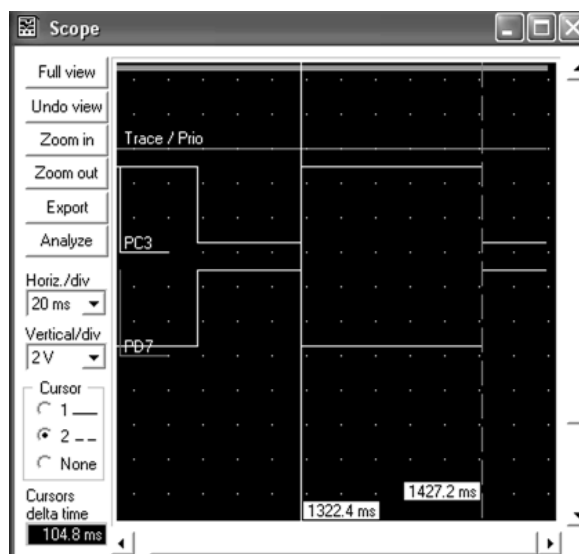 Scope
Full view
Undo view
Zoom in
Zoom out
Export
Analyze
Horiz./div
20 ms
Vertical/div
2 V
Cursor
1
2
None
Cursors
delta time
104.8 ms
Trace / Prio
PC3
PD7
1427.2 ms
1322.4 ms